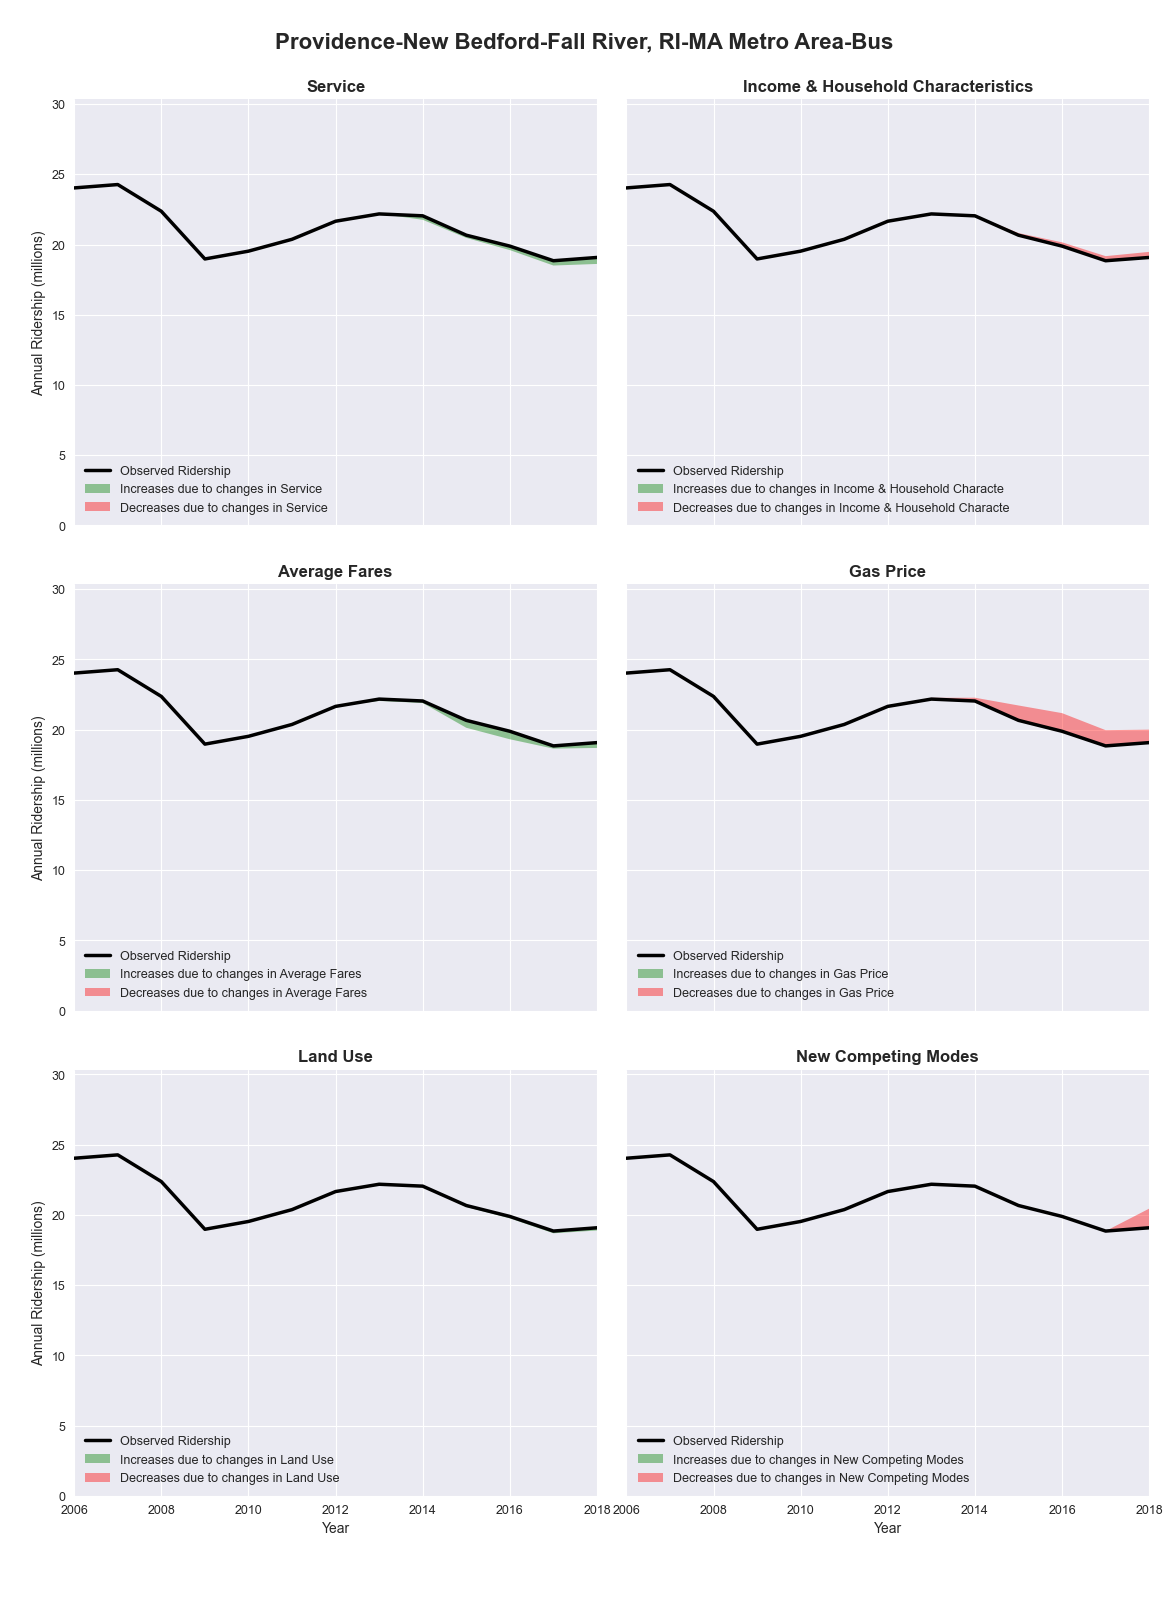 Providence-New Bedford-Fall River, RI-MA Metro Area-Bus
Service
30
25
20
15
10
5
0
Annual Ridership (millions)
Observed Ridership
Increases due to changes in Service
Decreases due to changes in Service
Income & Household Characteristics
Observed Ridership
Increases due to changes in Income & Household Characte
Decreases due to changes in Income & Household Characte
Average Fares
30
25
20
15
10
5
0
Annual Ridership (millions)
Observed Ridership
Increases due to changes in Average Fares
Decreases due to changes in Average Fares
Gas Price
Observed Ridership
Increases due to changes in Gas Price
Decreases due to changes in Gas Price
Land Use
30
25
20
15
10
5
0
Annual Ridership (millions)
Observed Ridership
Increases due to changes in Land Use
Decreases due to changes in Land Use
2006 2008 2010 2012 2014 2016 2018
Year
New Competing Modes
Observed Ridership
Increases due to changes in New Competing Modes
Decreases due to changes in New Competing Modes
2006 2008 2010 2012 2014 2016 2018
Year